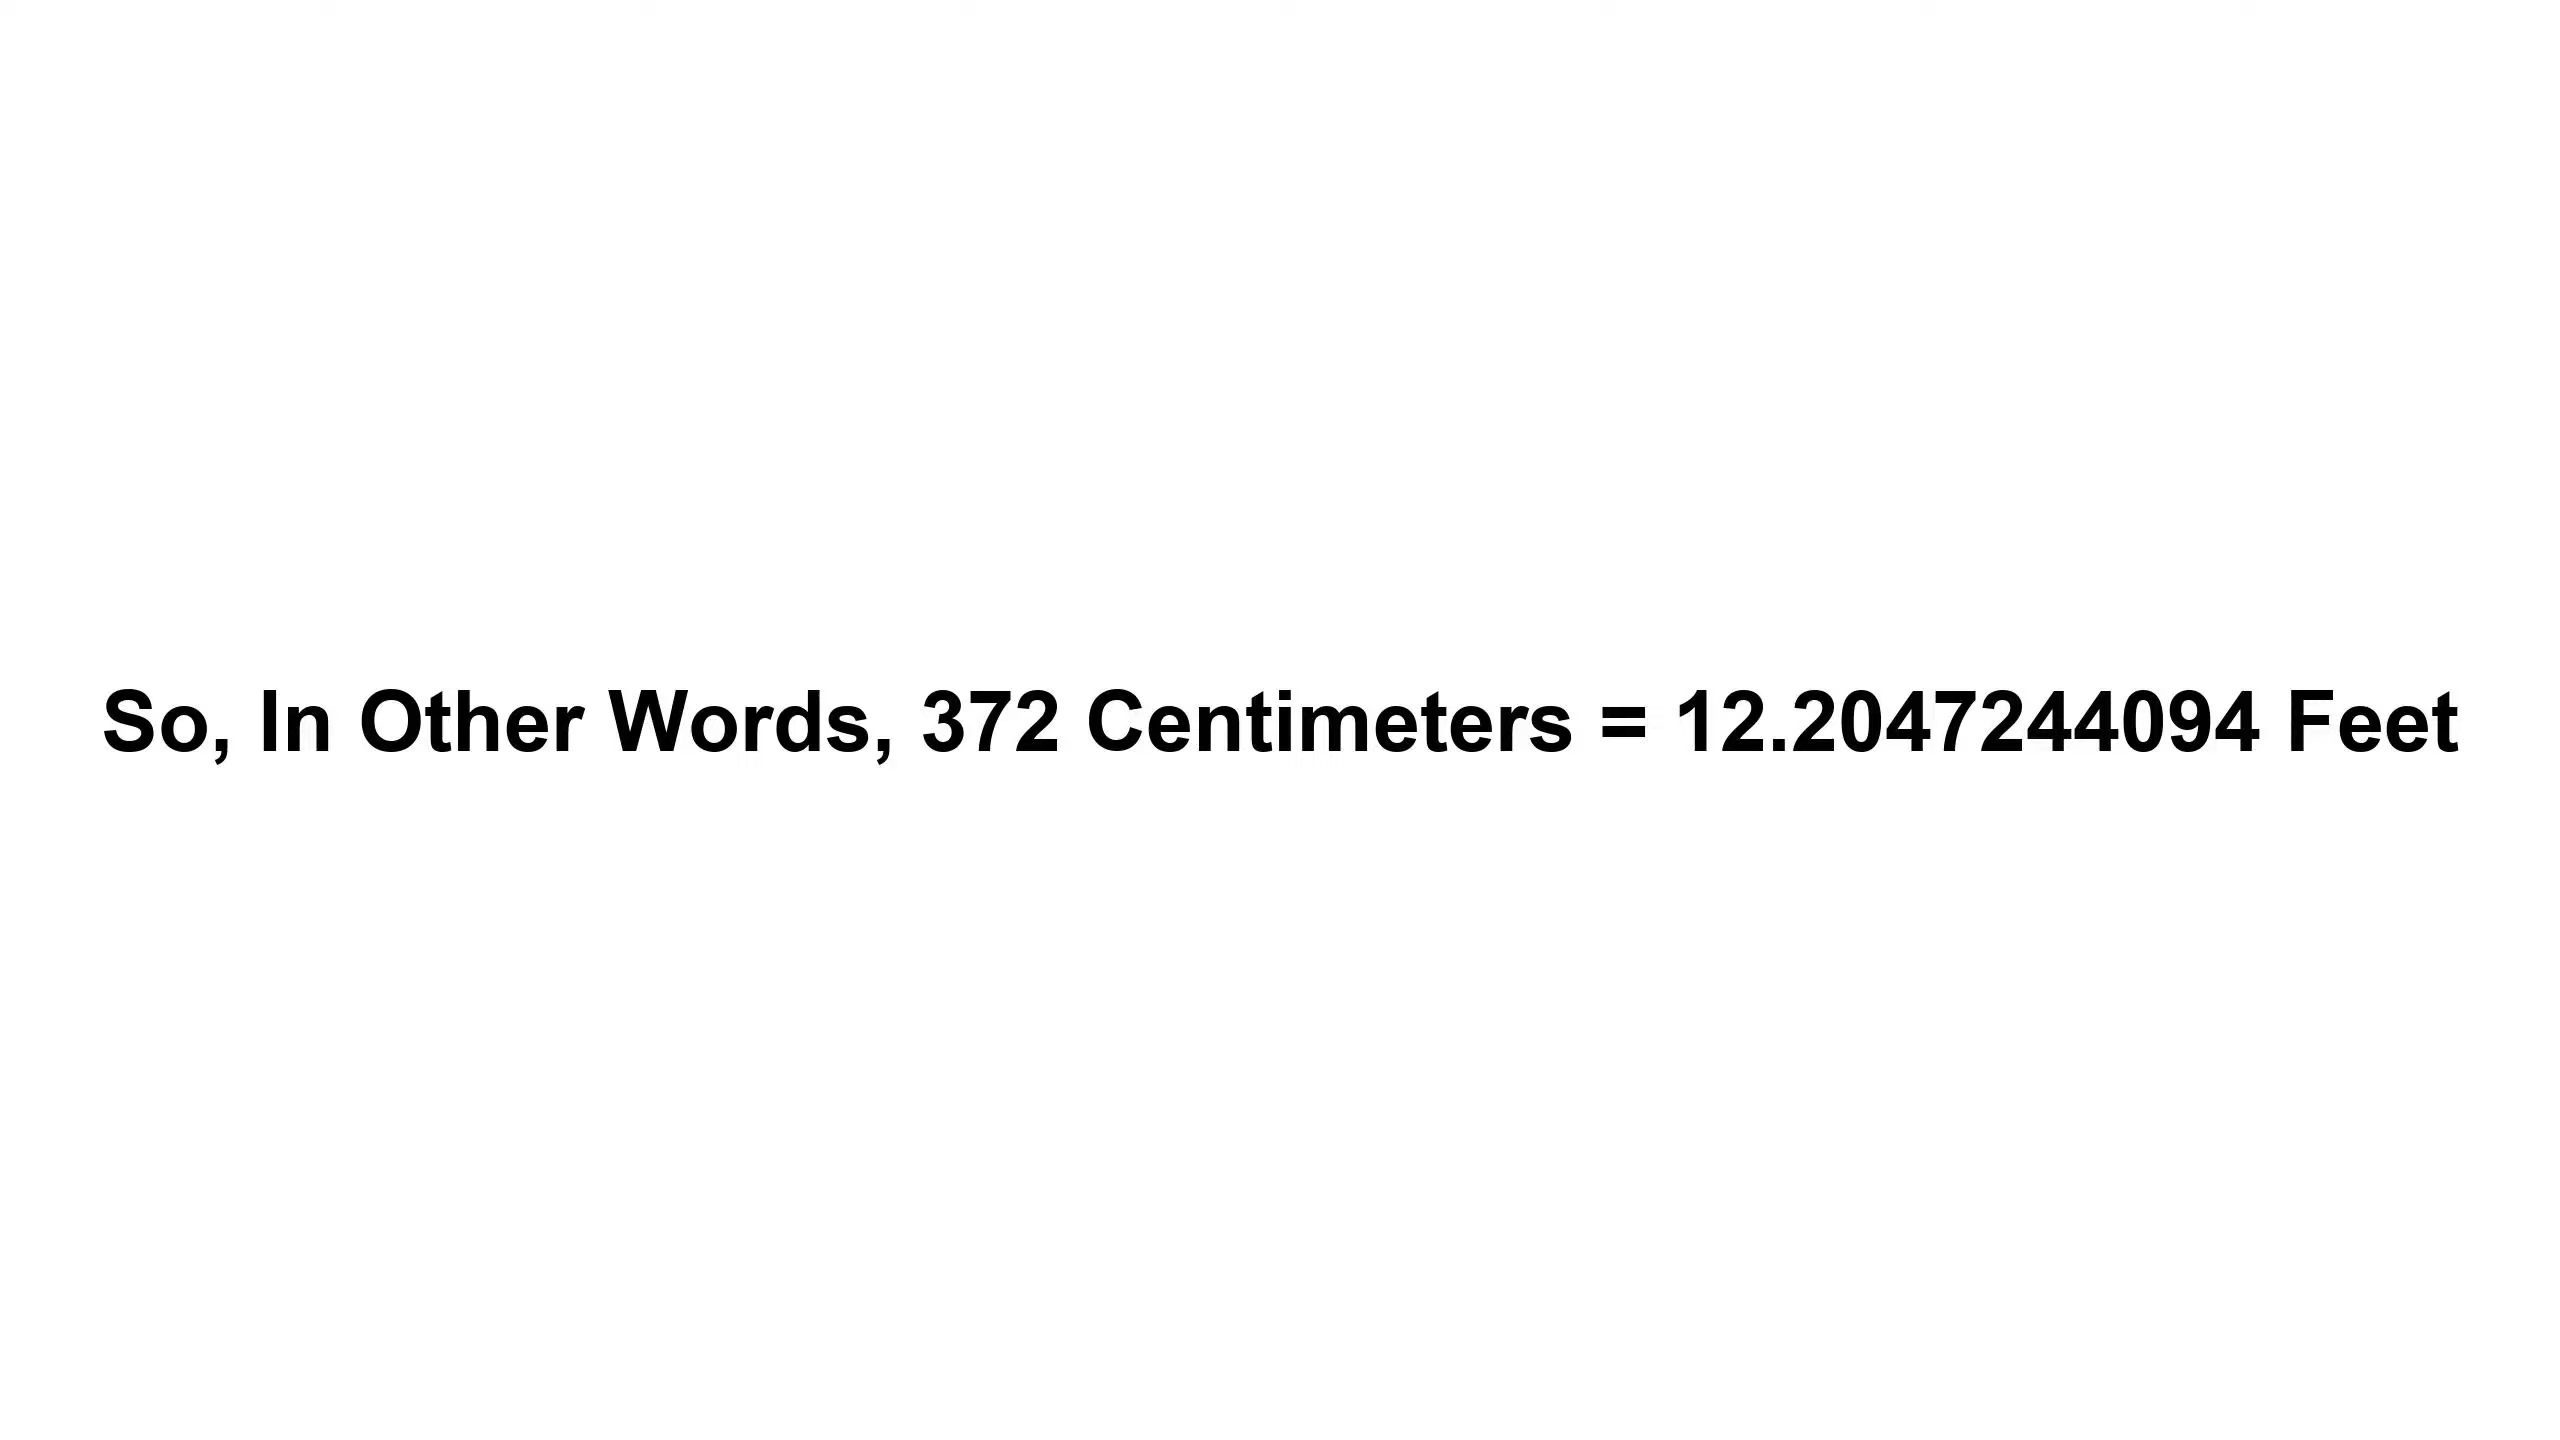 So, In Other Words, 372 Centimeters = 12.2047244094 Feet